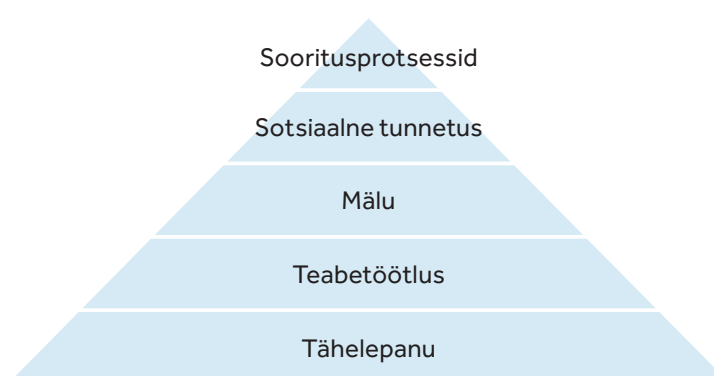 Sooritusprotsessid
Sotsiaalne tunnetus
Mälu
Teabetöötlus
Tähelepanu